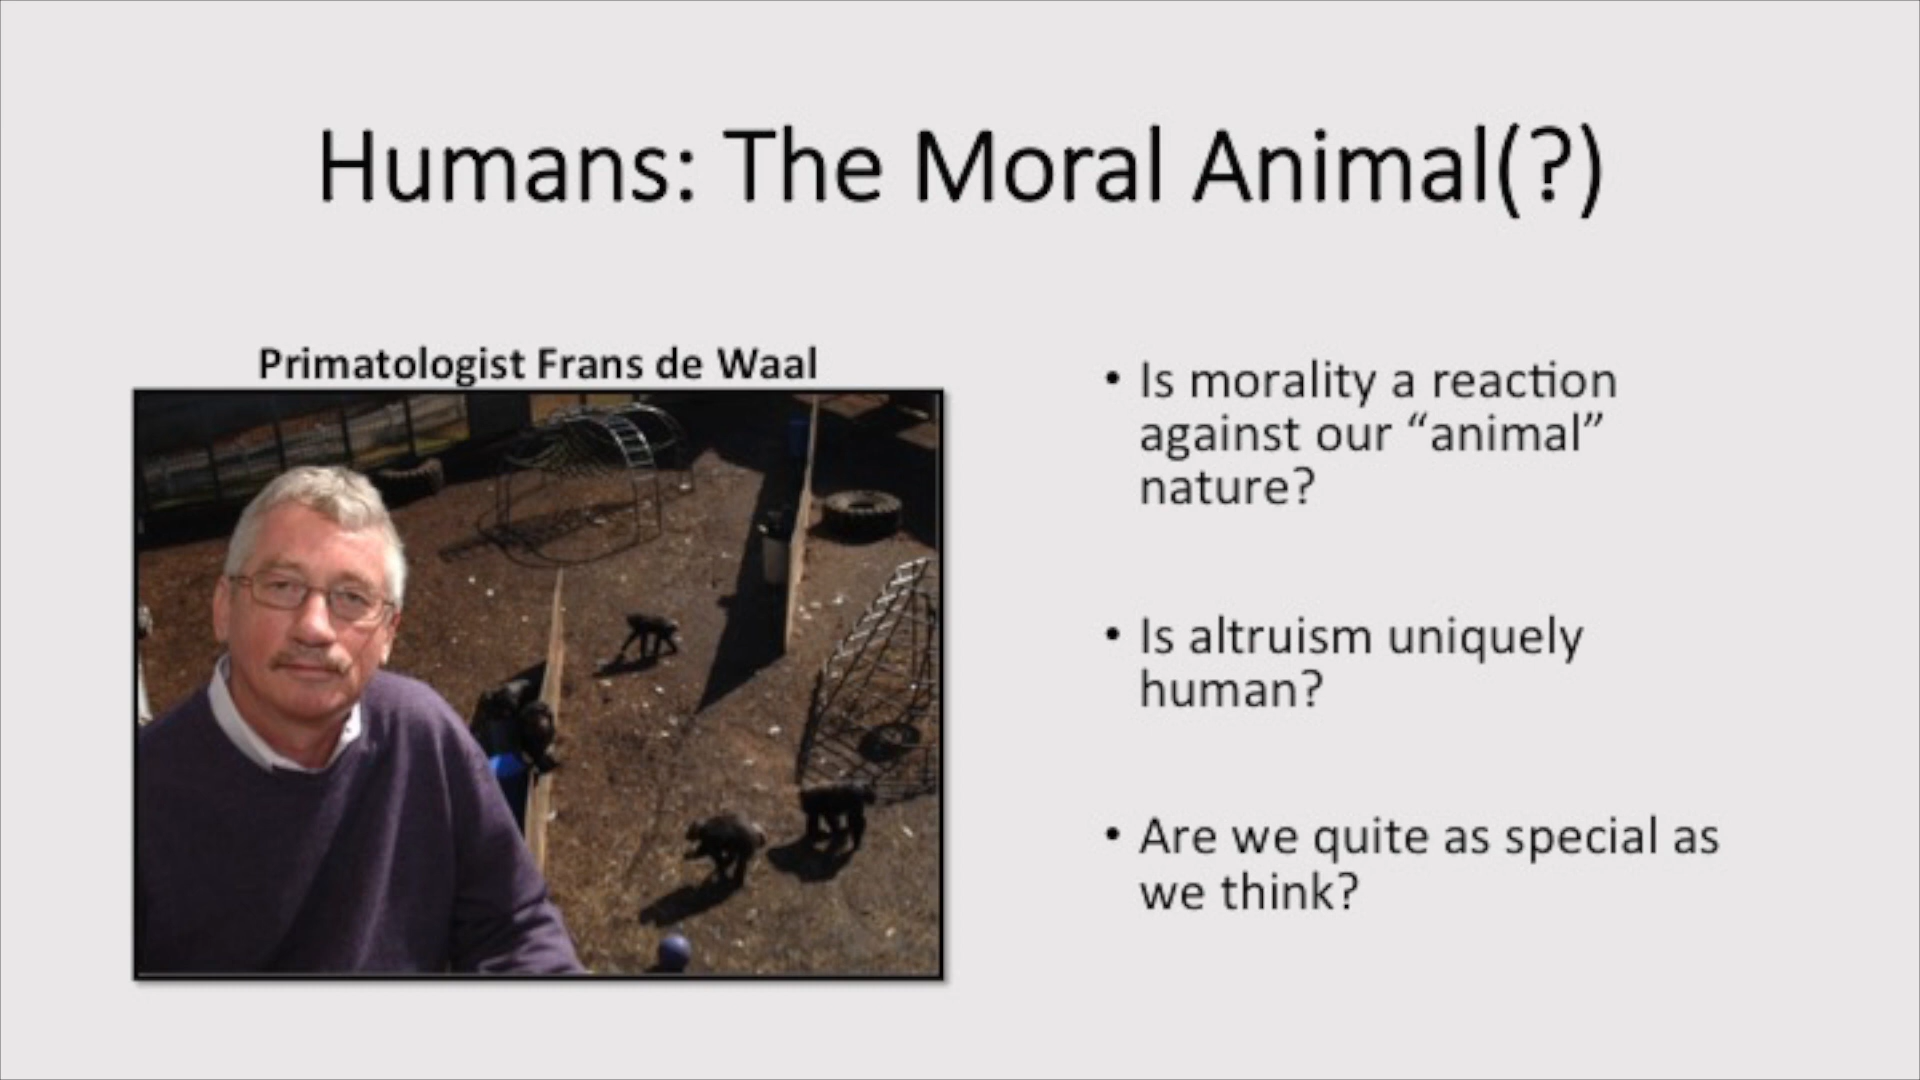 Humans: The Moral Animal(?)
Primatologist Frans de Waal
• Is morality a reaction
against our “animal”
nature?
• Is altruism uniquely
human?
• Are we quite as special as
we think?